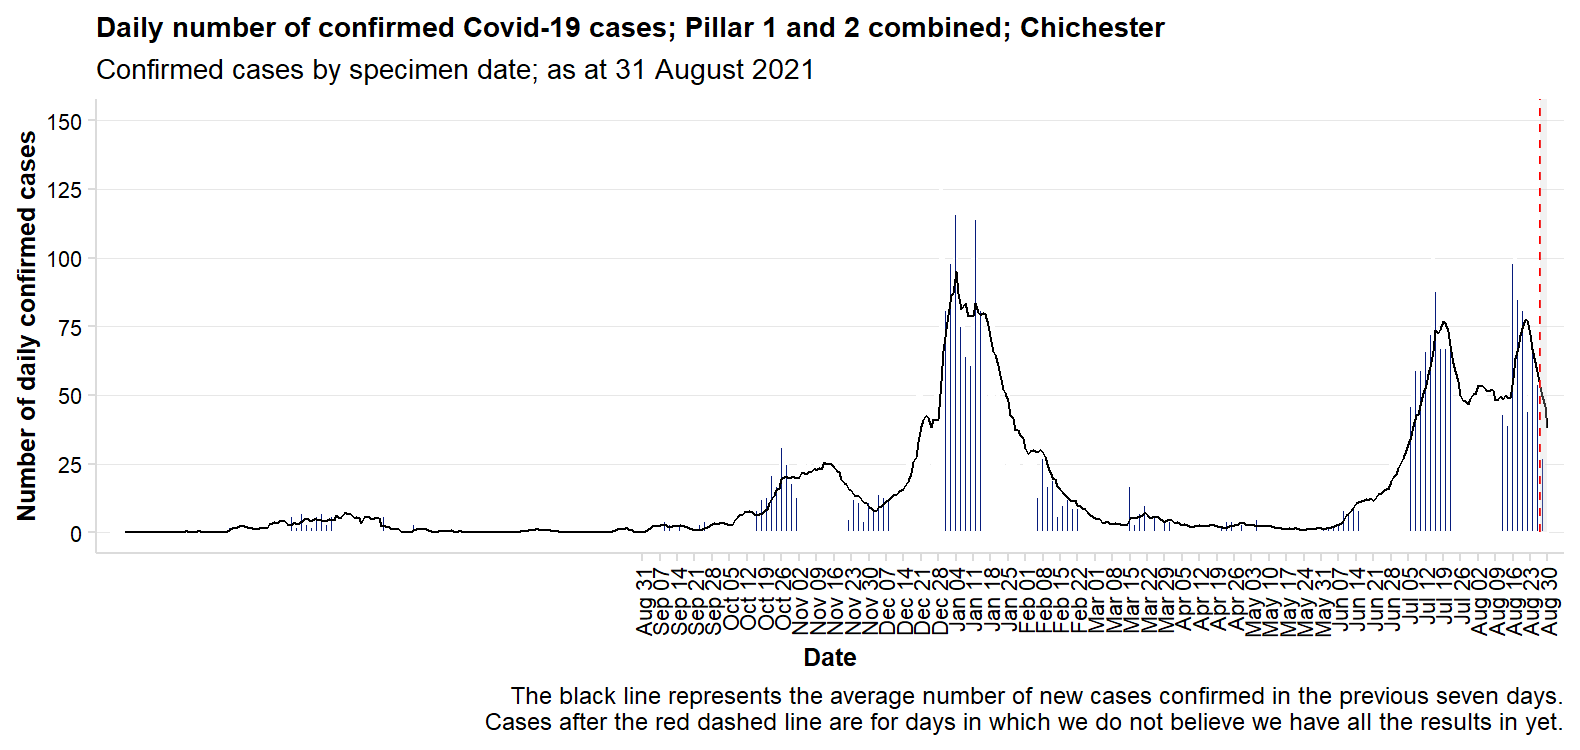 Daily number of confirmed Covid-19 cases; Pillar 1 and 2 combined; Chichester
Confirmed cases by specimen date; as at 31 August 2021
Number of daily confirmed cases
150
125
100
75
50
25
0
Aug 31
Sep 07
Sep 14
Sep 21
Sep 28
Oct 05
Oct 12
Oct 19
Oct 26
Nov 02
Nov 09
Nov 16
Nov 23
Nov 30
Dec 07
Dec 14
Dec 21
Dec 28
Jan 04
Jan 11
Jan 18
Jan 25
Feb 01
Feb 08
Feb 15
Feb 22
Mar 01
Mar 08
Mar 15
Mar 22
Mar 29
Apr 05
Apr 12
Apr 19
Apr 26
May 03
May 10
May 17
May 24
May 31
Jun 07
Jun 14
Jun 21
Jun 28
Jul 05
Jul 12
Jul 19
Jul 26
Aug 02
Aug 09
Aug 16
Aug 23
Aug 30
Date
The black line represents the average number of new cases confirmed in the previous seven days.
Cases after the red dashed line are for days in which we do not believe we have all the results in yet.